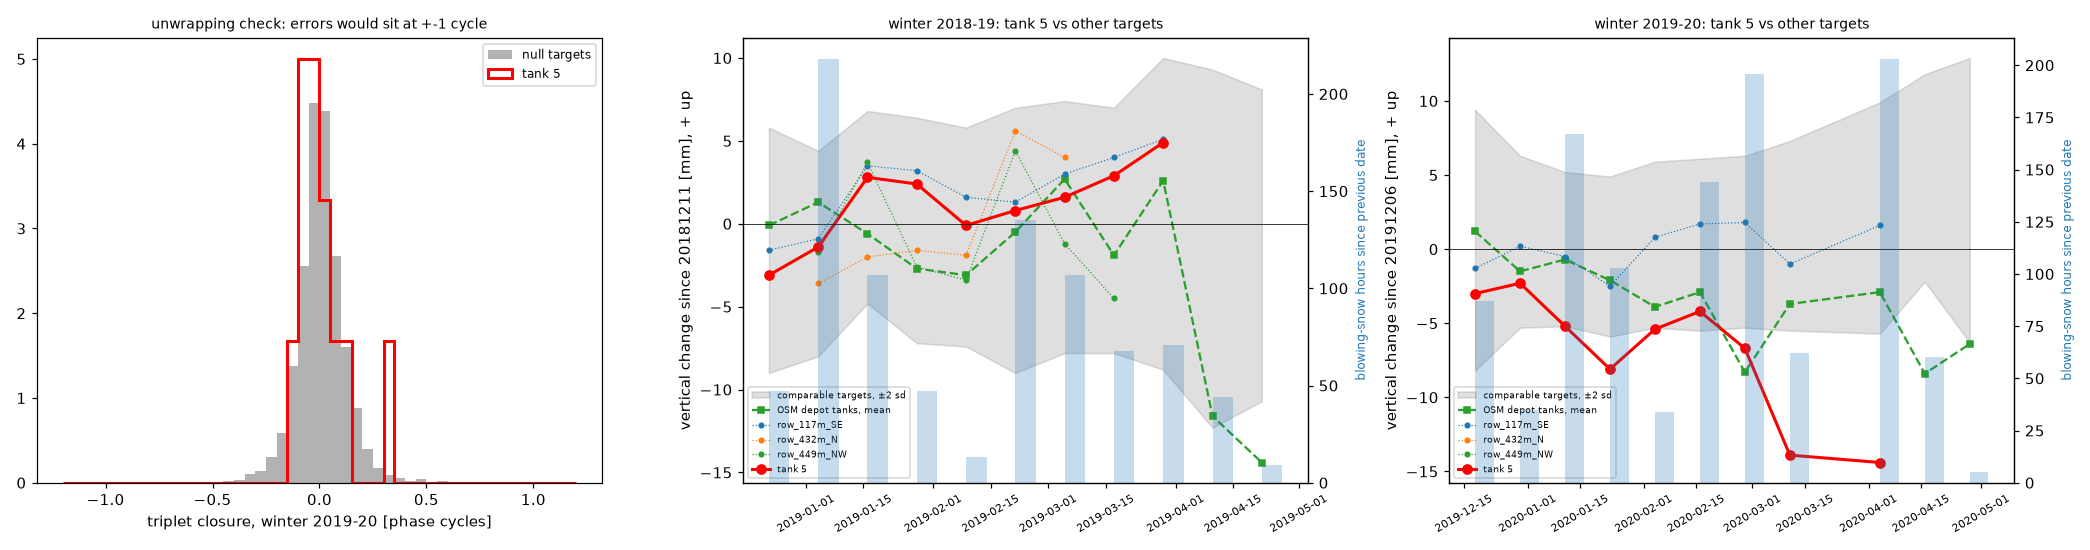 unwrapping check: errors would sit at +-1 cycle
null targets
tank 5
5
4
3
2
1
0
−1.0
−0.5
0.0
0.5
1.0
triplet closure, winter 2019-20 [phase cycles]
winter 2018-19: tank 5 vs other targets
vertical change since 20181211 [mm], + up
10
5
0
−5
−10
−15
comparable targets, ±2 sd
OSM depot tanks, mean
row_117m_SE
row_432m_N
row_449m_NW
tank 5
2019-01-01
2019-01-15
2019-02-01
2019-02-15
2019-03-01
2019-03-15
2019-04-01
2019-04-15
2019-05-01
200
150
100
50
0
blowing-snow hours since previous date
winter 2019-20: tank 5 vs other targets
vertical change since 20191206 [mm], + up
10
5
0
−5
−10
−15
comparable targets, ±2 sd
OSM depot tanks, mean
row_117m_SE
row_432m_N
row_449m_NW
tank 5
2019-12-15
2020-01-01
2020-01-15
2020-02-01
2020-02-15
2020-03-01
2020-03-15
2020-04-01
2020-04-15
2020-05-01
200
175
150
125
100
75
50
25
0
blowing-snow hours since previous date